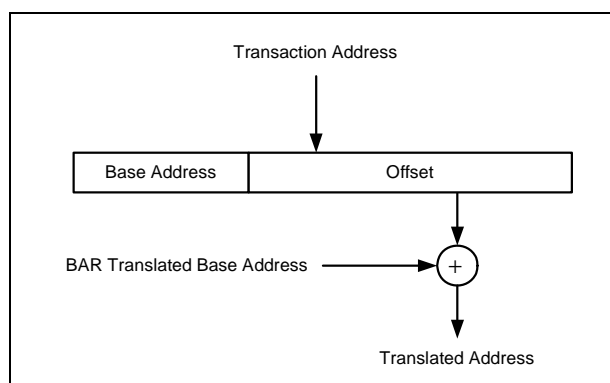 Transaction Address
Base Address Offset
BAR Translated Base Address +
Translated Address